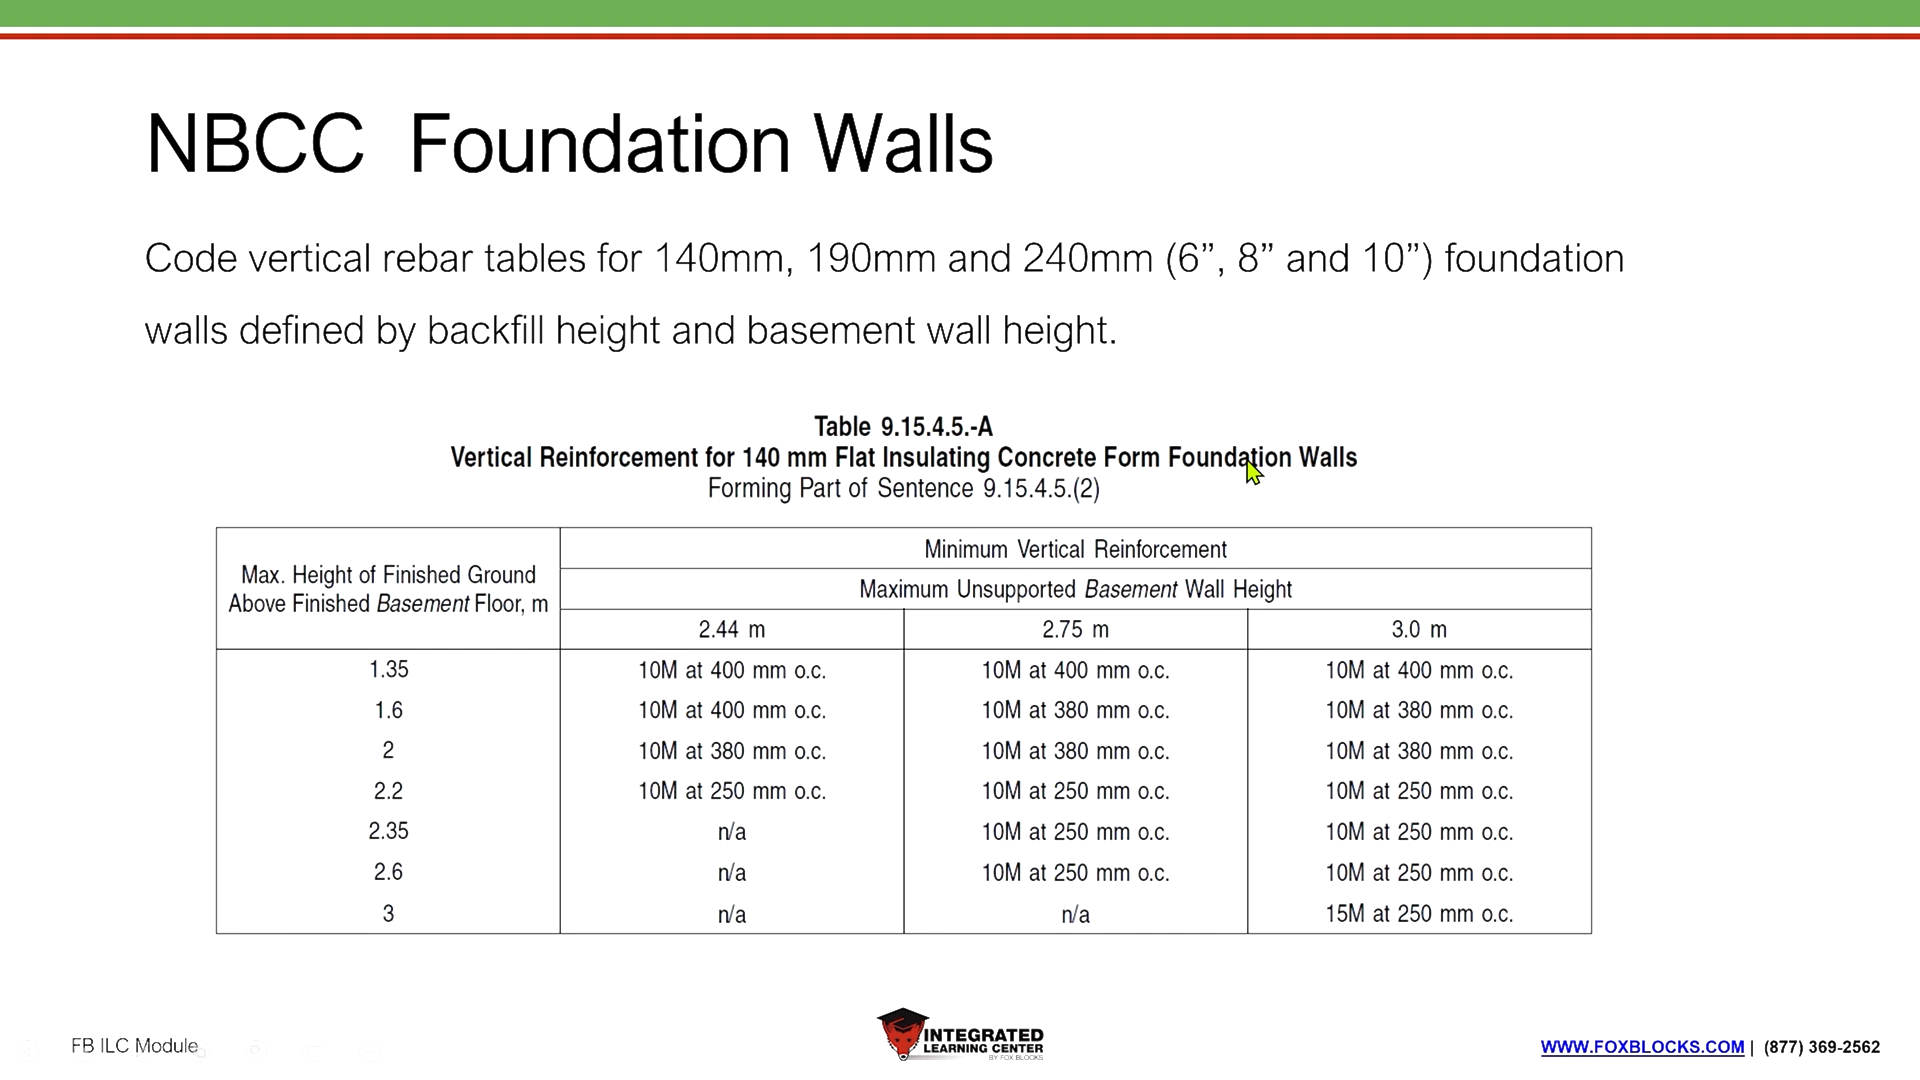 NBCC Foundation Walls
Code vertical rebar tables for 140mm, 190mm and 240mm (6”, 8” and 10”) foundation
walls defined by backfill height and basement wall height.
Table 9.15.4.5.-A
Vertical Reinforcement for 140 mm Flat Insulating Concrete Form Foundation Walls
Forming Part of Sentence 9.15.4.5.(2)
Max. Height of Finished Ground
Above Finished Basement Floor, m
Minimum Vertical Reinforcement
Maximum Unsupported Basement Wall Height
2.44 m 2.75 m 3.0 m
1.35 10M at 400 mm o.c. 10M at 400 mm o.c. 10M at 400 mm o.c.
1.6 10M at 400 mm o.c. 10M at 380 mm o.c. 10M at 380 mm o.c.
2 10M at 380 mm o.c. 10M at 380 mm o.c. 10M at 380 mm o.c.
2.2 10M at 250 mm o.c. 10M at 250 mm o.c. 10M at 250 mm o.c.
2.35 n/a 10M at 250 mm o.c. 10M at 250 mm o.c.
2.6 n/a 10M at 250 mm o.c. 10M at 250 mm o.c.
3 n/a n/a 15M at 250 mm o.c.
FB ILC Module
INTEGRATED
LEARNING CENTER
BY FOX BLOCKS
WWW.FOXBLOCKS.COM | (877) 369-2562